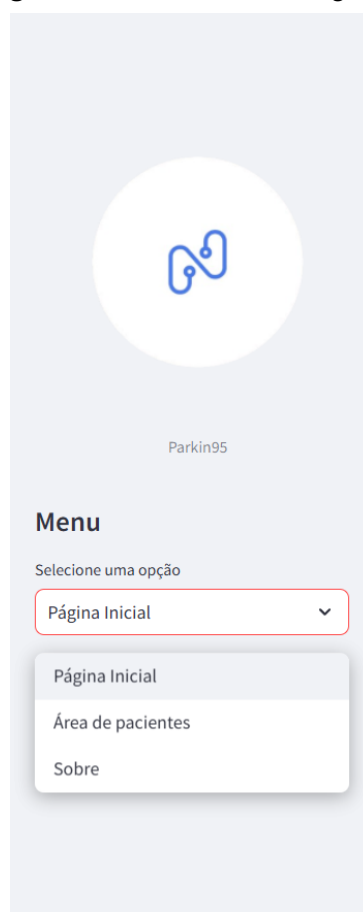 Parkin95
Menu
Selecione uma opção
Página Inicial
Página Inicial
Área de pacientes
Sobre